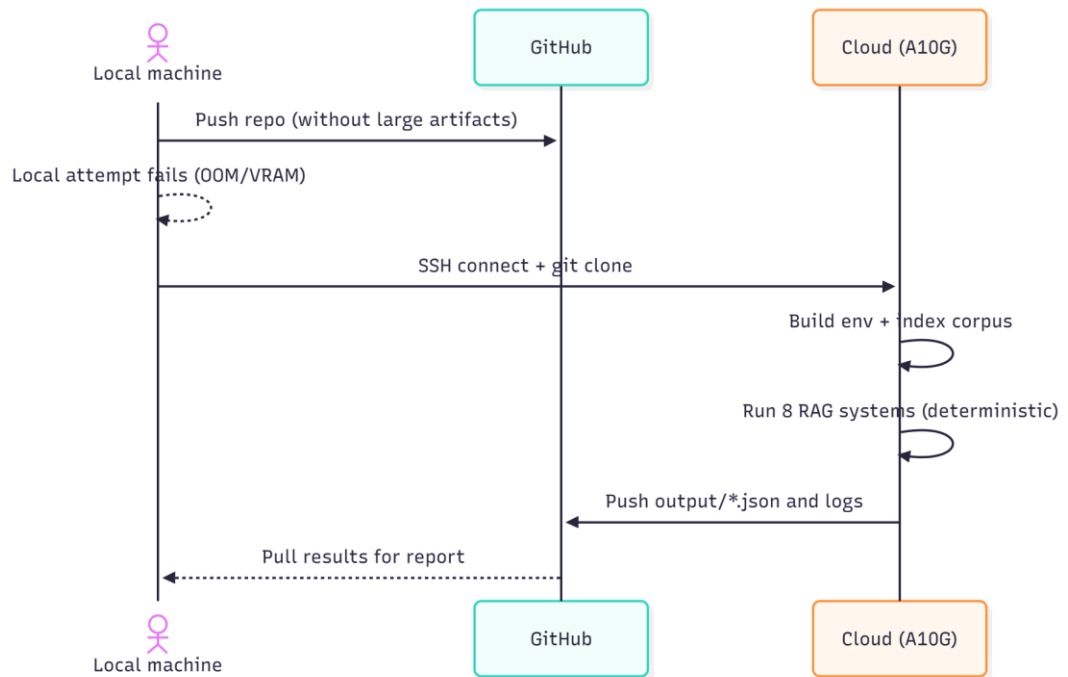 GitHub
Cloud (A10G)
Local machine
Push repo (without large artifacts)
Local attempt fails (OOM/VRAM)
SSH connect + git clone
Build env + index corpus
Run 8 RAG systems (deterministic)
Push output/*.json and logs
Pull results for report
GitHub
Cloud (A10G)
Local machine